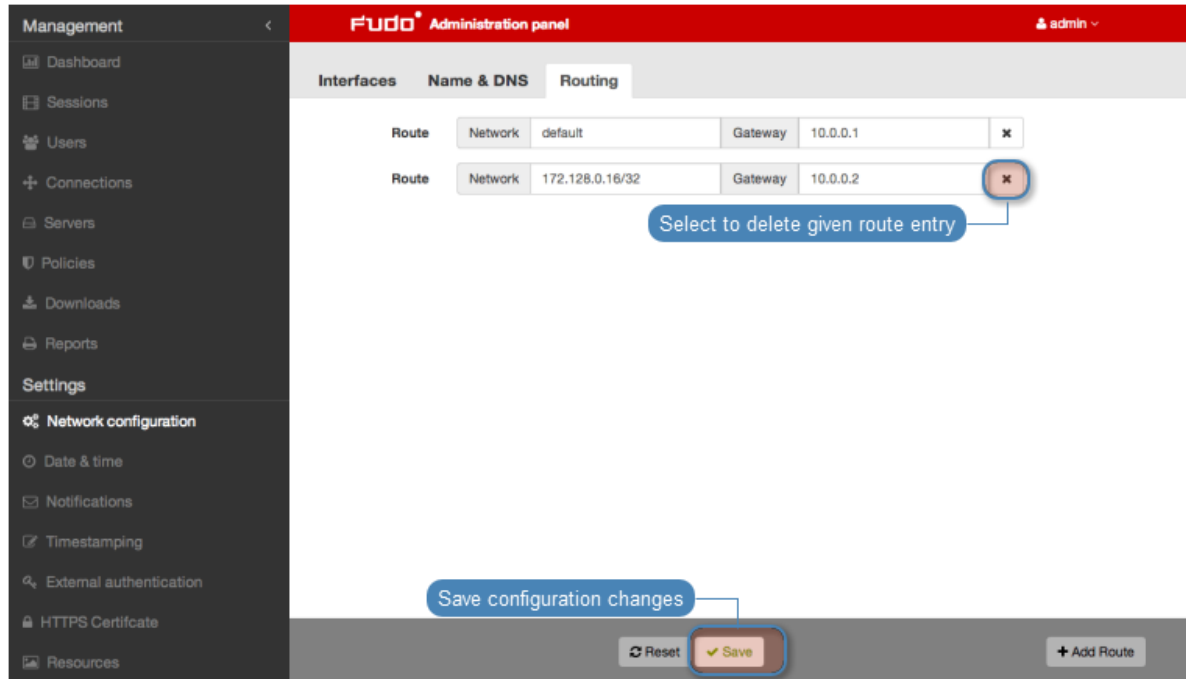 Management
Dashboard
Sessions
Users
Connections
Servers
Policies
Downloads
Reports
Settings
Network configuration
Date & time
Notifications
Timestamping
External authentication
HTTPS Certifcate
Resources
FUDO Administration panel
admin
Interfaces Name & DNS Routing
Route Network default Gateway 10.0.0.1
Route Network 172.128.0.16/32 Gateway 10.0.0.2
Select to delete given route entry
Save configuration changes
Reset Save + Add Route